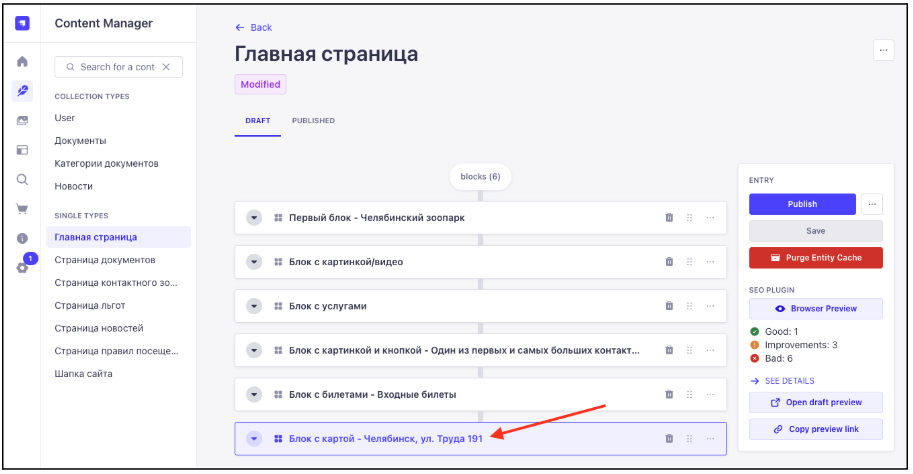 Content Manager
Search for a cont
COLLECTION TYPES
User
Документы
Категории документов
Новости
SINGLE TYPES
Главная страница
Страница документов
Страница контактного зо...
Страница льгот
Страница новостей
Страница правил посеще...
Шапка сайта
1
Back
Главная страница
Modified
DRAFT
PUBLISHED
blocks (6)
Первый блок - Челябинский зоопарк
Блок с картинкой/видео
Блок с услугами
Блок с картинкой и кнопкой - Один из первых и самых больших контакт...
Блок с билетами - Входные билеты
Блок с картой - Челябинск, ул. Труда 191
ENTRY
Publish
Save
Purge Entity Cache
SEO PLUGIN
Browser Preview
Good: 1
Improvements: 3
Bad: 6
SEE DETAILS
Open draft preview
Copy preview link